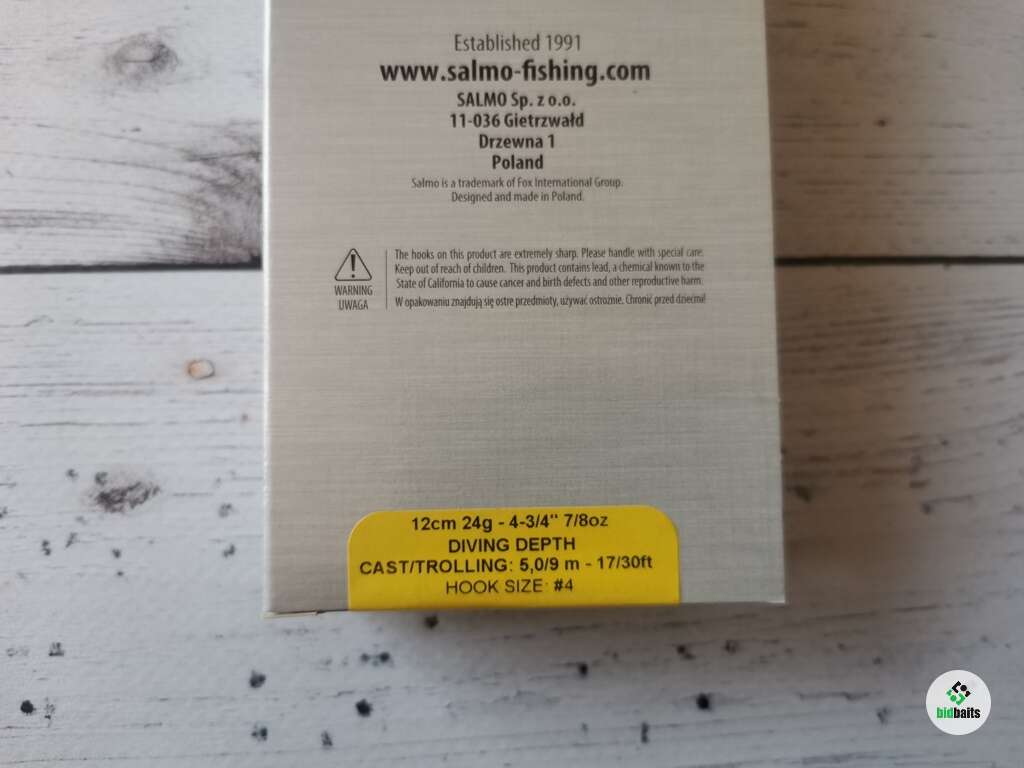 Established 1991
www.salmo-fishing.com
SALMO Sp. z o.o.
11-036 Gietrzwałd
Drzewna 1
Poland
Salmo is a trademark of Fox International Group.
Designed and made in Poland.
WARNING
UWAGA
The hooks on this product are extremely sharp. Please handle with special care.
Keep out of reach of children. This product contains lead, a chemical known to the
State of California to cause cancer and birth defects and other reproductive harm.
W opakowaniu znajdują się ostre przedmioty, używać ostrożnie. Chronić przed dziećmi!
12cm 24g - 4-3/4" 7/8oz
DIVING DEPTH
CAST/TROLLING: 5,0/9 m - 17/30ft
HOOK SIZE: #4
bidbaits